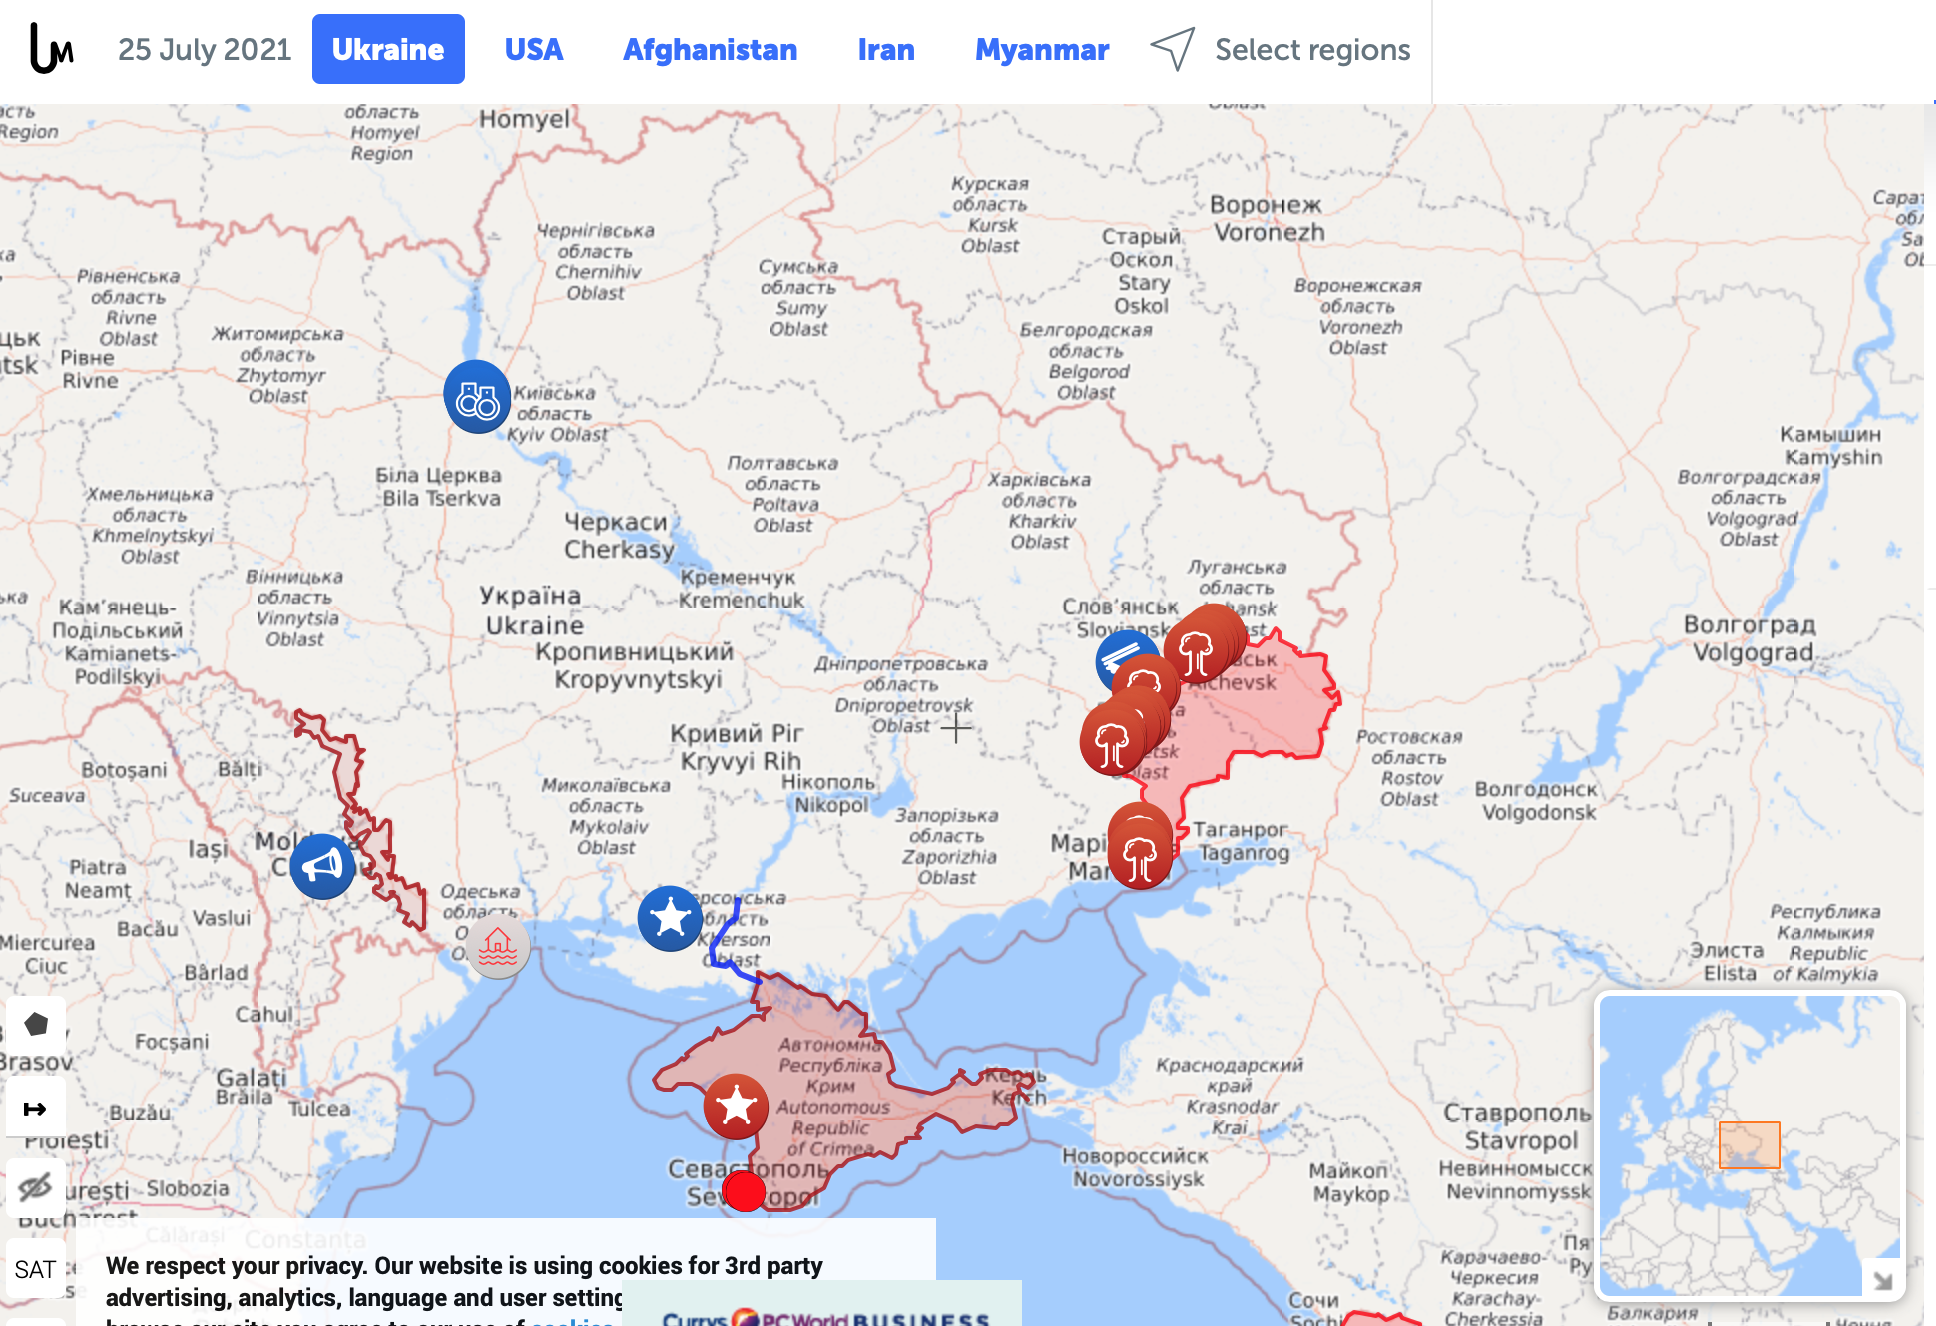 25 July 2021
Ukraine
USA
Afghanistan
Iran
Myanmar
Select regions
Region
область
Homyel
Region
Homyel
Курская
область
Kursk
Oblast
Воронеж
Voronezh
Старый
Оскол
Stary
Oskol
Чернігівська
область
Chernihiv
Oblast
Сумська
область
Sumy
Oblast
Рівненська
область
Rivne
Oblast
Рівне
Rivne
Житомирська
область
Zhytomyr
Oblast
Воронежская
область
Voronezh
Oblast
Белгородская
область
Belgorod
Oblast
Київська
область
Kyiv Oblast
Камышин
Kamyshin
Волгоградская
область
Volgograd
Oblast
Біла Церква
Bila Tserkva
Полтавська
область
Poltava
Oblast
Харківська
область
Kharkiv
Oblast
Хмельницька
область
Khmelnytskyi
Oblast
Черкаси
Cherkasy
Вінницька
область
Vinnytsia
Oblast
Кременчук
Kremenchuk
Луганська
область
Україна
Ukraine
Кам’янець-
Подільський
Kamianets-
Podilskyi
Слов’янськ
Sloviansk
Волгоград
Volgograd
Кропивницький
Kropyvnytskyi
Дніпропетровська
область
Dnipropetrovsk
Oblast
Alchevsk
Кривий Ріг
Kryvyi Rih
Ростовская
область
Rostov
Oblast
Botoșani
Bălți
Suceava
Миколаївська
область
Mykolaiv
Oblast
Нікополь
Nikopol
Волгодонск
Volgodonsk
Запорізька
область
Zaporizhia
Oblast
Таганрог
Taganrog
Iași
Piatra
Neamț
Одеська
область
Vaslui
Bacău
Miercurea
Ciuc
Kherson
Oblast
Республика
Калмыкия
Republic
of Kalmykia
Элиста
Elista
Bârlad
Cahul
Focșani
Brasov
Автономна
Республіка
Крим
Autonomous
Republic
of Crimea
Керчь
Kerch
Краснодарский
край
Krasnodar
Krai
Galați
Brăila
Tulcea
Buzău
Ploiești
Ставрополь
Stavropol
Севастополь
Новороссийск
Novorossiysk
Майкоп
Maykop
Невинномысск
Nevinnomyssk
Slobozia
Bucharest
Călărași
Constanța
SAT
Карачаево-
Черкесия
Karachay-
Cherkessia
Сочи
Sochi
Балкария
We respect your privacy. Our website is using cookies for 3rd party
advertising, analytics, language and user setting
Currys PC World BUSINESS